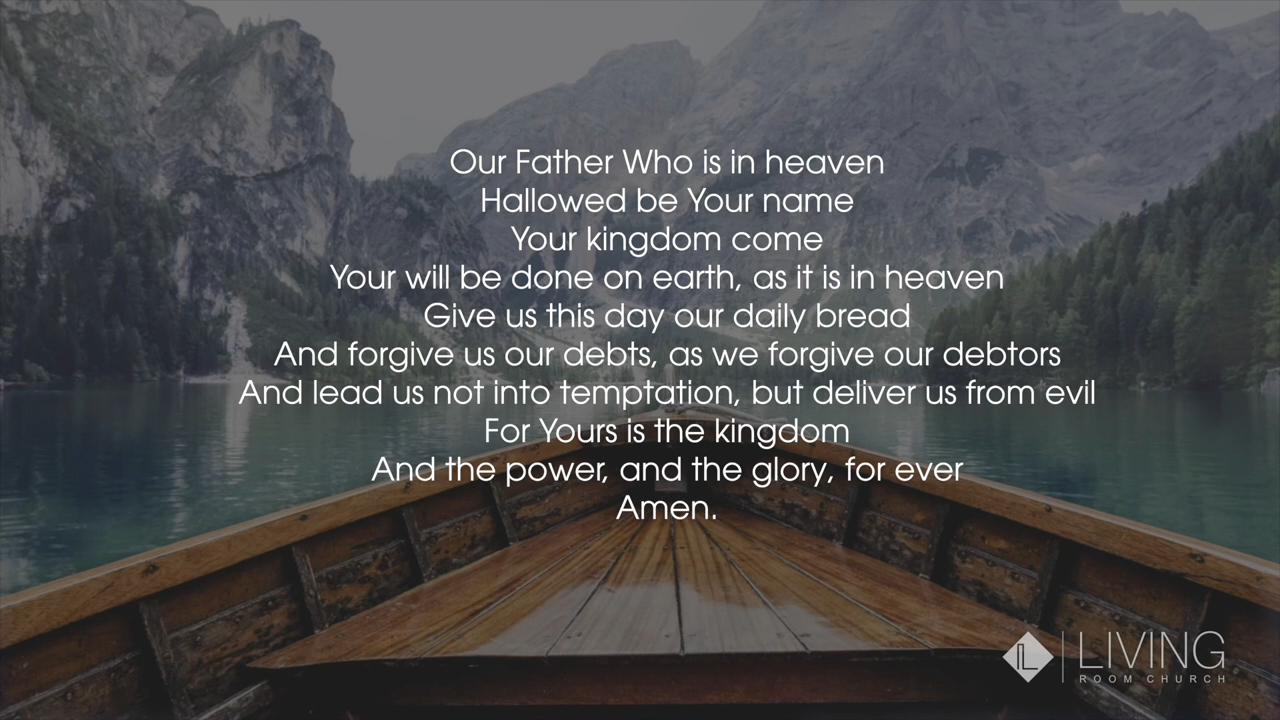 Our Father Who is in heaven
Hallowed be Your name
Your kingdom come
Your will be done on earth, as it is in heaven
Give us this day our daily bread
And forgive us our debts, as we forgive our debtors
And lead us not into temptation, but deliver us from evil
For Yours is the kingdom
And the power, and the glory, for ever
Amen.
LIVING
ROOM CHURCH